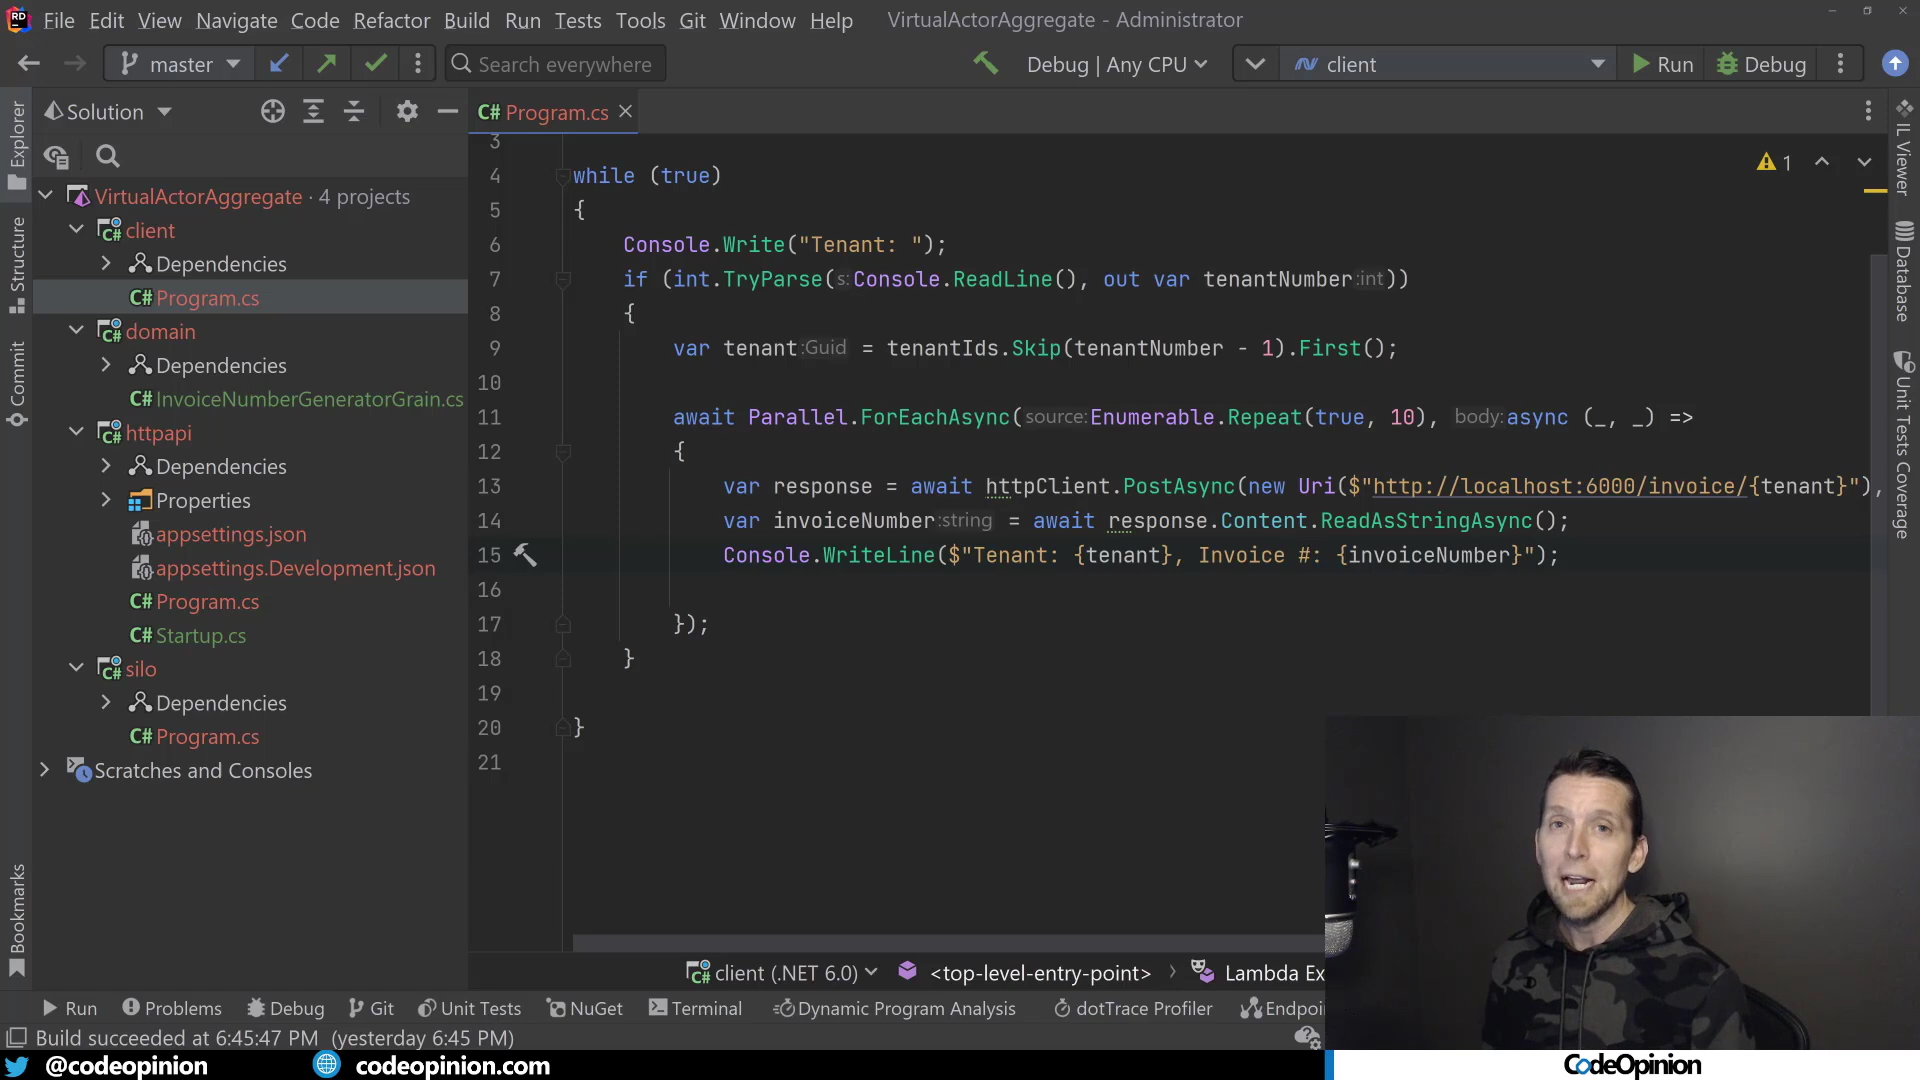 File Edit View Navigate Code Refactor Build Run Tests Tools Git Window Help VirtualActorAggregate - Administrator
master Search everywhere Debug | Any CPU client Run Debug
Explorer
Structure
Commit
Bookmarks
Solution
VirtualActorAggregate · 4 projects
client
Dependencies
C# Program.cs
domain
Dependencies
C# InvoiceNumberGeneratorGrain.cs
httpapi
Dependencies
Properties
appsettings.json
appsettings.Development.json
C# Program.cs
C# Startup.cs
silo
Dependencies
C# Program.cs
Scratches and Consoles
C# Program.cs
1
3
4 while (true)
5 {
6 Console.Write("Tenant: ");
7 if (int.TryParse(s:Console.ReadLine(), out var tenantNumber:int))
8 {
9 var tenant:Guid = tenantIds.Skip(tenantNumber - 1).First();
10
11 await Parallel.ForEachAsync(source:Enumerable.Repeat(true, 10), body:async (_, _) =>
12 {
13 var response = await httpClient.PostAsync(new Uri($"http://localhost:6000/invoice/{tenant}"),
14 var invoiceNumber:string = await response.Content.ReadAsStringAsync();
15 Console.WriteLine($"Tenant: {tenant}, Invoice #: {invoiceNumber}");
16
17 });
18 }
19
20 }
21
IL Viewer
Database
Unit Tests Coverage
client (.NET 6.0) <top-level-entry-point> Lambda Ex
Run Problems Debug Git Unit Tests NuGet Terminal Dynamic Program Analysis dotTrace Profiler Endpoi
Build succeeded at 6:45:47 PM (yesterday 6:45 PM)
@codeopinion codeopinion.com CodeOpinion